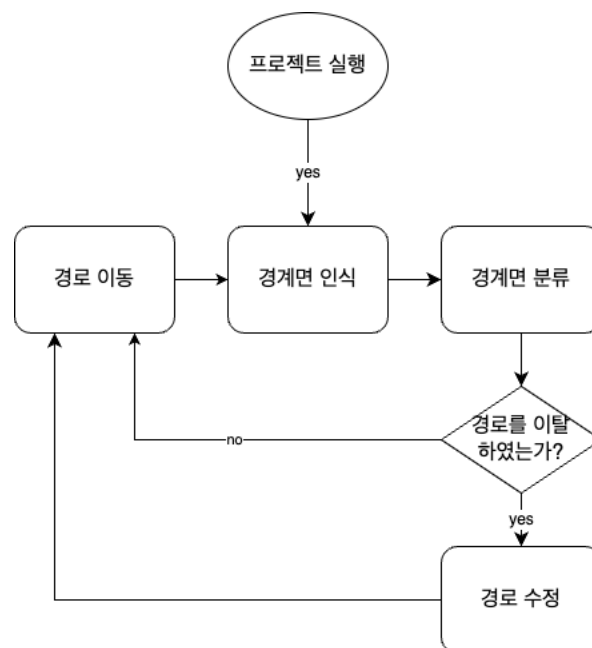 프로젝트 실행
yes
경로 이동
경계면 인식
경계면 분류
경로를 이탈
하였는가?
no
yes
경로 수정